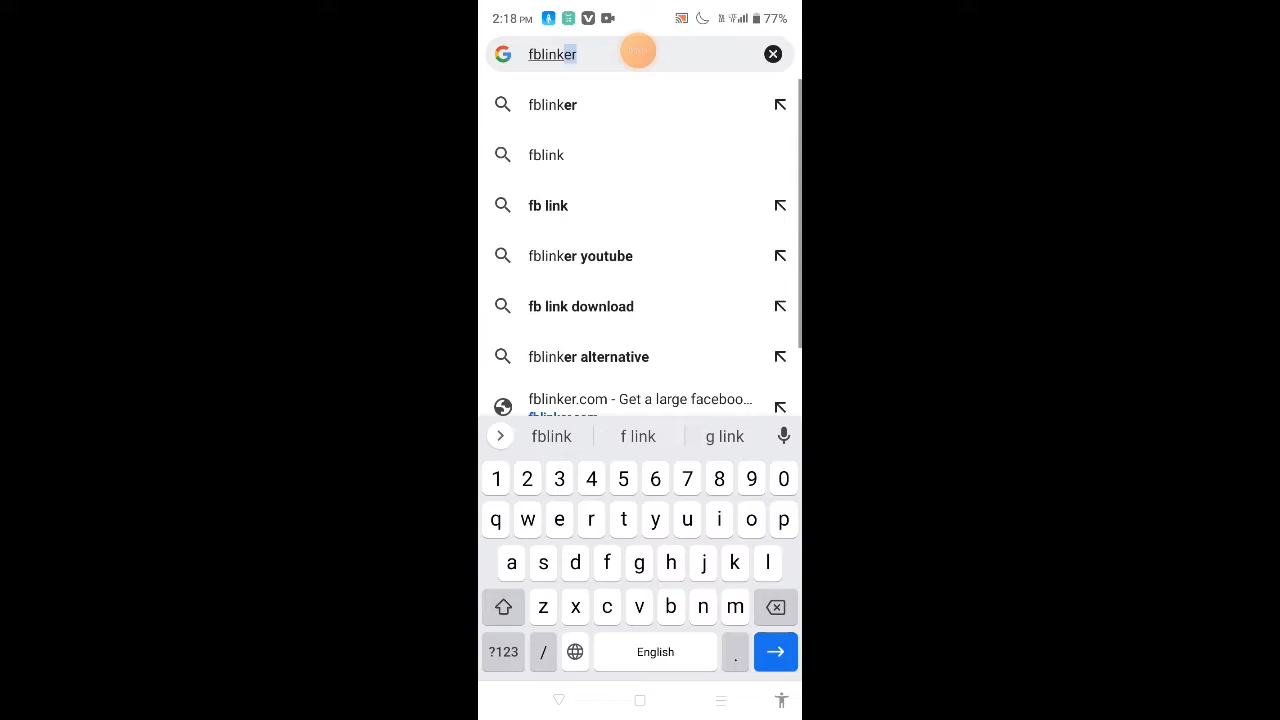 2:18 PM 77%
fblinker
fblinker
fblink
fb link
fblinker youtube
fb link download
fblinker alternative
fblinker.com - Get a large faceboo...
fblinker.com
fblink f link g link
1 2 3 4 5 6 7 8 9 0
q w e r t y u i o p
a s d f g h j k l
z x c v b n m
?123 / English .